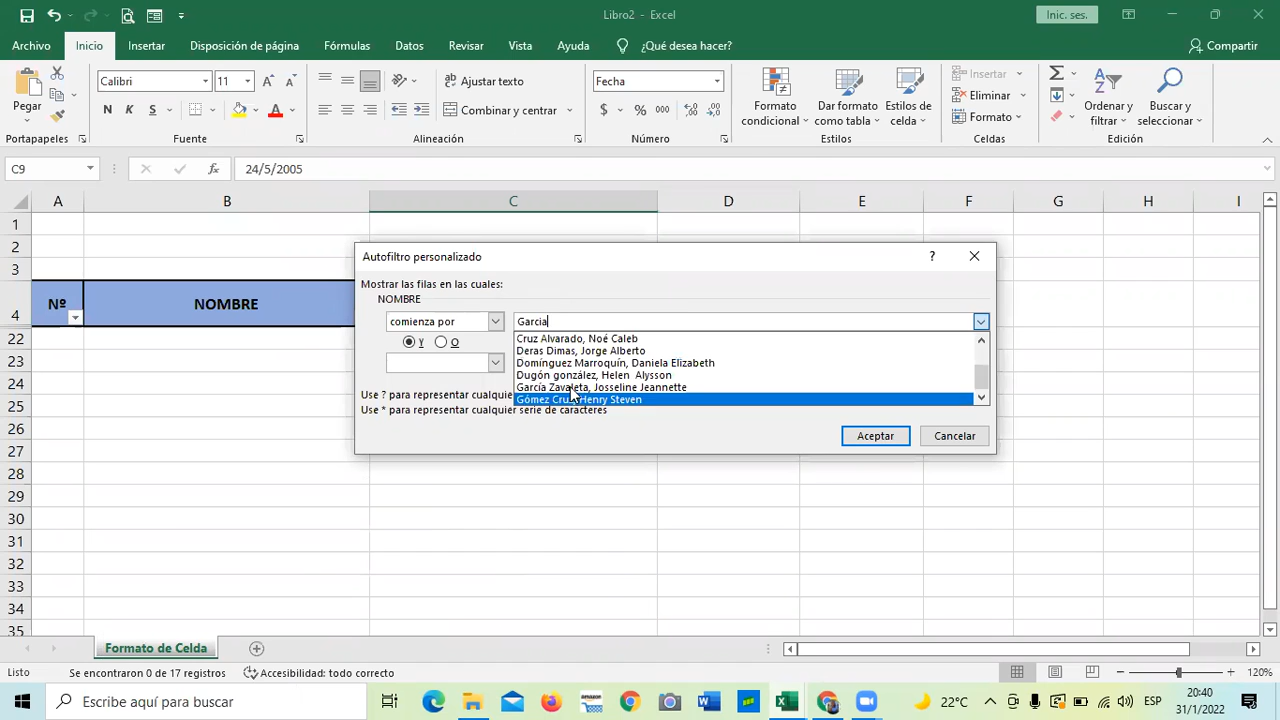 Libro2 - Excel
Inic. ses.
Archivo Inicio Insertar Disposición de página Fórmulas Datos Revisar Vista Ayuda ¿Qué desea hacer? Compartir
Pegar
Calibri 11
N K S
Ajustar texto
Combinar y centrar
Fecha
$ % 000
Formato condicional
Dar formato como tabla
Estilos de celda
Insertar
Eliminar
Formato
Ordenar y filtrar
Buscar y seleccionar
Portapapeles Fuente Alineación Número Estilos Celdas Edición
C9 fx 24/5/2005
A B C D E F G H I
1
2
3
4 Nº NOMBRE
22
23
24
25
26
27
28
29
30
31
32
33
34
35
Autofiltro personalizado
Mostrar las filas en las cuales:
NOMBRE
comienza por Garcia
Y O
Cruz Alvarado, Noé Caleb
Deras Dimas, Jorge Alberto
Domínguez Marroquín, Daniela Elizabeth
Dugón gonzález, Helen Alysson
García Zavaleta, Josseline Jeannette
Gómez Cruz, Henry Steven
Use ? para representar cualquie
Use * para representar cualquier serie de caracteres
Aceptar Cancelar
Formato de Celda
Listo Se encontraron 0 de 17 registros Accesibilidad: todo correcto 120%
Escribe aquí para buscar
amazon
22°C
ESP
20:40
31/1/2022